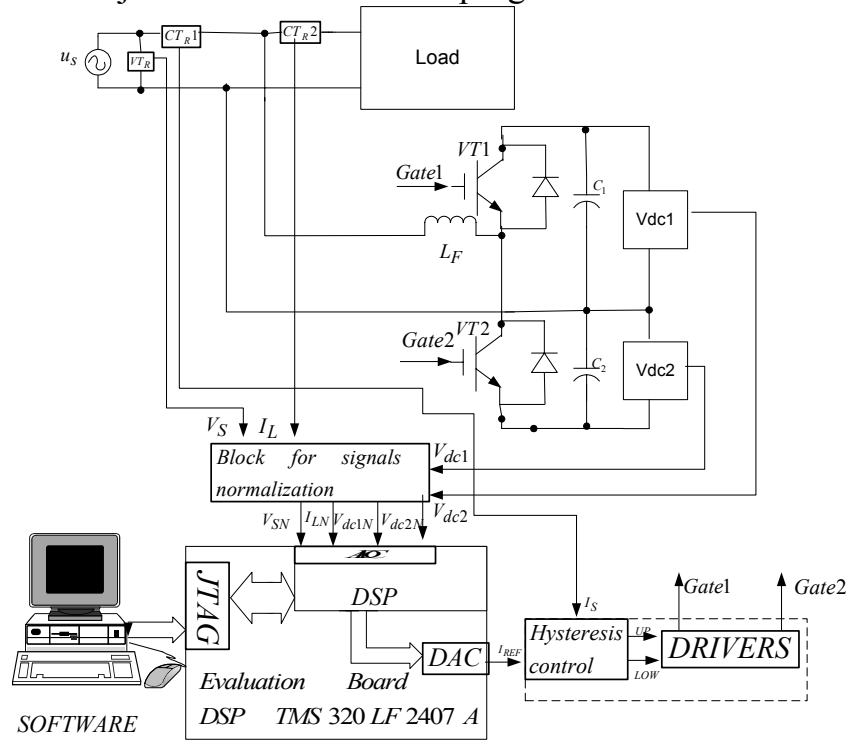 CT_R1
CT_R2
u_s
VT_R
Load
VT1
Gate1
C_1
Vdc1
L_F
VT2
Gate2
C_2
Vdc2
V_S
I_L
V_dc1
Block for signals
normalization
V_dc2
V_SN
I_LN
V_dc1N
V_dc2N
JTAG
DSP
I_S
Gate1
Gate2
DAC
I_REF
Hysteresis
control
UP
LOW
DRIVERS
Evaluation Board
DSP TMS 320 LF 2407 A
SOFTWARE